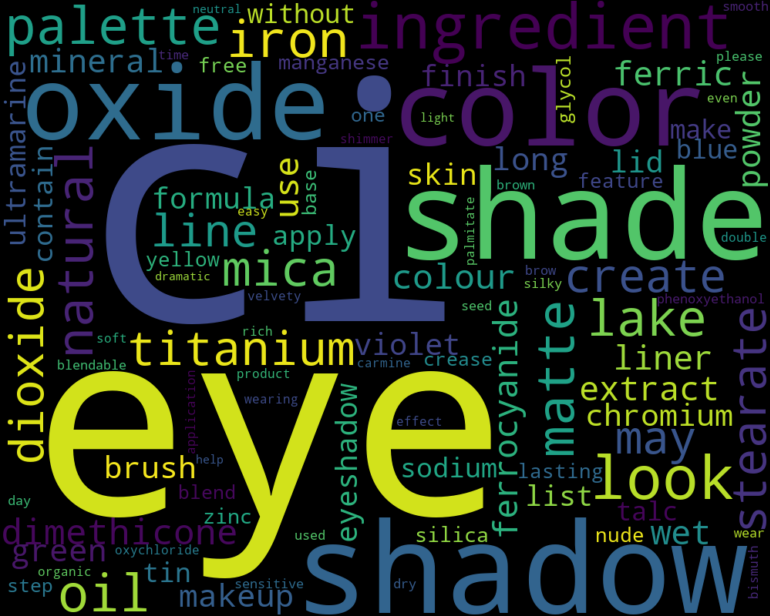 palette
iron
without
ingredient
neutral
smooth
mineral
free
manganese
finish
ferric
please
oxide
color
glycol
powder
even
ultramarine
contain
natural
one
light
make
blue
shimmer
ci
formula
easy
use
base
skin
long
lid
feature
brown
shade
line
apply
palmitate
double
yellow
mica
dramatic
velvety
colour
brow
silky
create
dioxide
seed
phenoxyethanol
soft
rich
titanium
violet
carmine
crease
ferrocyanide
matte
lake
liner
stearate
blendable
product
application
wearing
eye
effect
eyeshadow
extract
chromium
may
brush
help
sodium
lasting
look
blend
list
day
zinc
talc
dimethicone
used
silica
nude
wet
wear
green
oxychloride
organic
tin
step
oil
makeup
sensitive
dry
shadow
bismuth
time